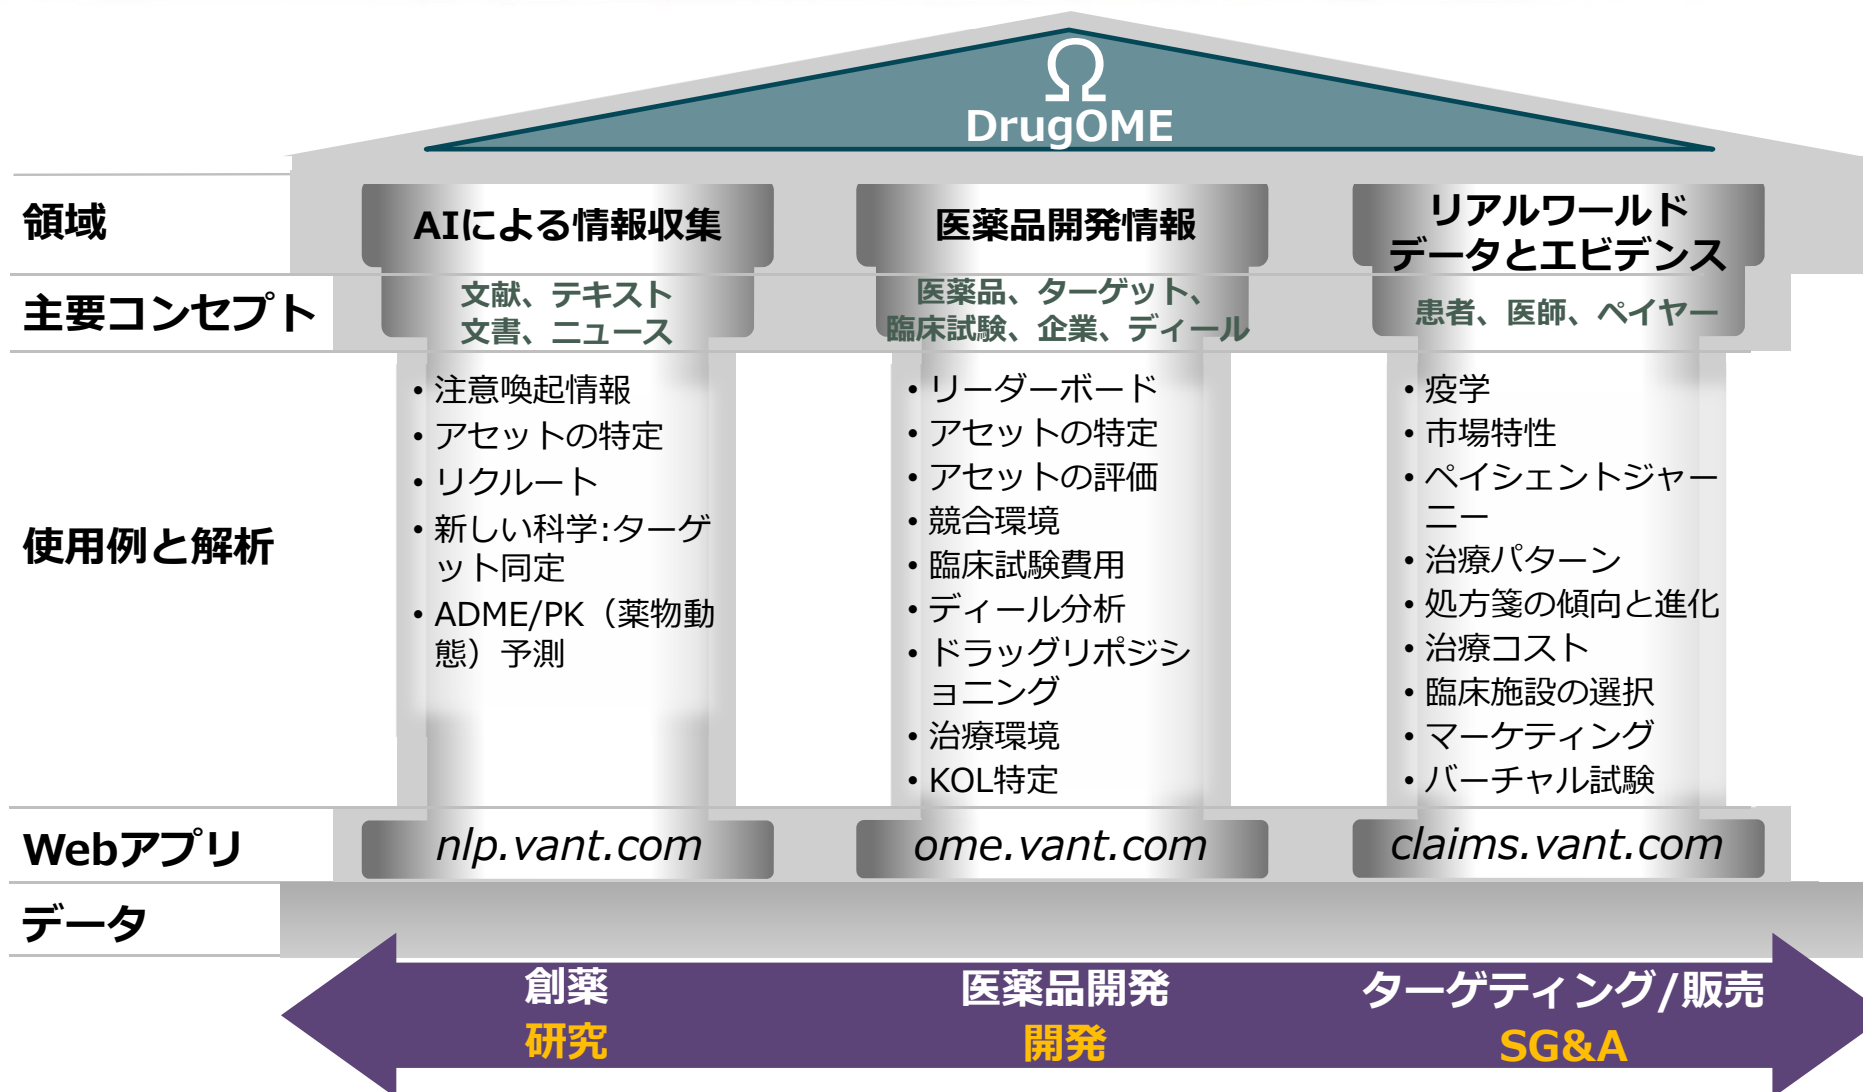 Ω
DrugOME
領域
AIによる情報収集
医薬品開発情報
リアルワールド
データとエビデンス
主要コンセプト
文献、テキスト
文書、ニュース
医薬品、ターゲット、
臨床試験、企業、ディール
患者、医師、ペイヤー
使用例と解析
• 注意喚起情報
• アセットの特定
• リクルート
• 新しい科学:ターゲ
ット同定
• ADME/PK（薬物動
態）予測
• リーダーボード
• アセットの特定
• アセットの評価
• 競合環境
• 臨床試験費用
• ディール分析
• ドラッグリポジシ
ョニング
• 治療環境
• KOL特定
• 疫学
• 市場特性
• ペイシェントジャー
ニー
• 治療パターン
• 処方箋の傾向と進化
• 治療コスト
• 臨床施設の選択
• マーケティング
• バーチャル試験
Webアプリ
nlp.vant.com
ome.vant.com
claims.vant.com
データ
創薬
研究
医薬品開発
開発
ターゲティング/販売
SG&A